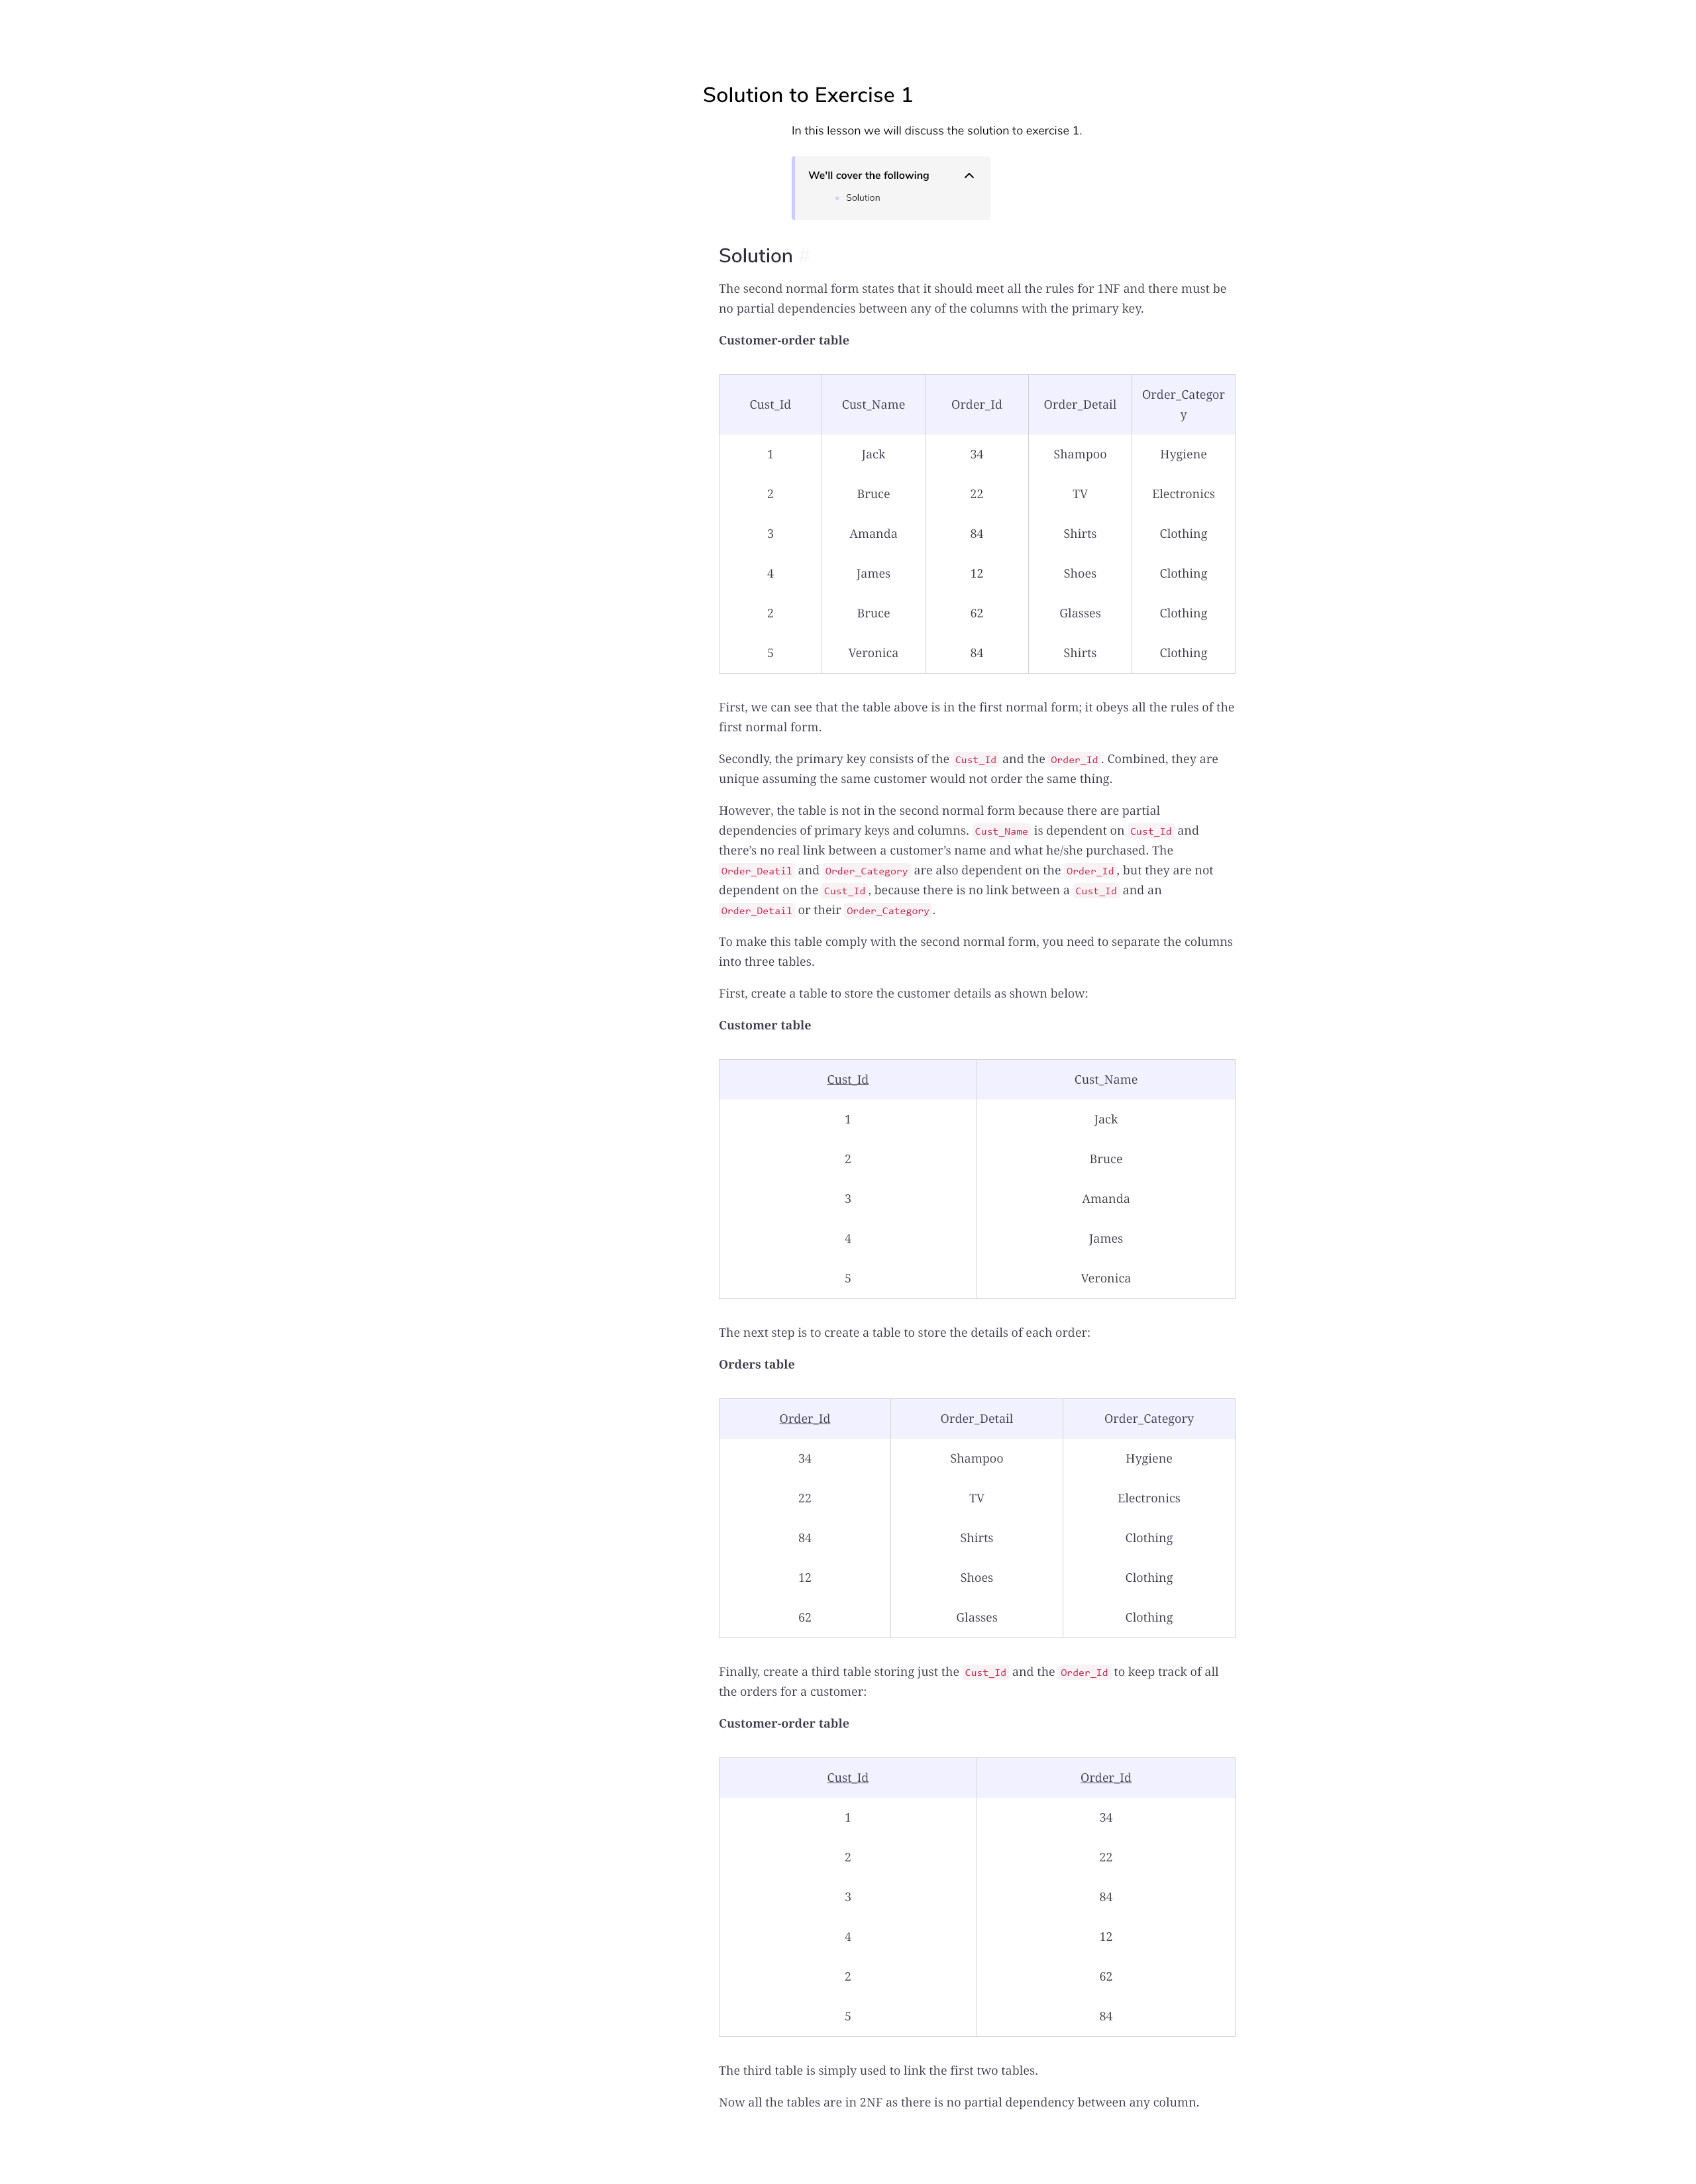 Solution to Exercise 1
In this lesson we will discuss the solution to exercise 1.
We'll cover the following
Solution
Solution #
The second normal form states that it should meet all the rules for 1NF and there must be
no partial dependencies between any of the columns with the primary key.
Customer-order table
Cust_Id Cust_Name Order_Id Order_Detail Order_Categor
y
1 Jack 34 Shampoo Hygiene
2 Bruce 22 TV Electronics
3 Amanda 84 Shirts Clothing
4 James 12 Shoes Clothing
2 Bruce 62 Glasses Clothing
5 Veronica 84 Shirts Clothing
First, we can see that the table above is in the first normal form; it obeys all the rules of the
first normal form.
Secondly, the primary key consists of the Cust_Id and the Order_Id. Combined, they are
unique assuming the same customer would not order the same thing.
However, the table is not in the second normal form because there are partial
dependencies of primary keys and columns. Cust_Name is dependent on Cust_Id and
there's no real link between a customer's name and what he/she purchased. The
Order_Deatil and Order_Category are also dependent on the Order_Id, but they are not
dependent on the Cust_Id, because there is no link between a Cust_Id and an
Order_Detail or their Order_Category.
To make this table comply with the second normal form, you need to separate the columns
into three tables.
First, create a table to store the customer details as shown below:
Customer table
Cust_Id Cust_Name
1 Jack
2 Bruce
3 Amanda
4 James
5 Veronica
The next step is to create a table to store the details of each order:
Orders table
Order_Id Order_Detail Order_Category
34 Shampoo Hygiene
22 TV Electronics
84 Shirts Clothing
12 Shoes Clothing
62 Glasses Clothing
Finally, create a third table storing just the Cust_Id and the Order_Id to keep track of all
the orders for a customer:
Customer-order table
Cust_Id Order_Id
1 34
2 22
3 84
4 12
2 62
5 84
The third table is simply used to link the first two tables.
Now all the tables are in 2NF as there is no partial dependency between any column.